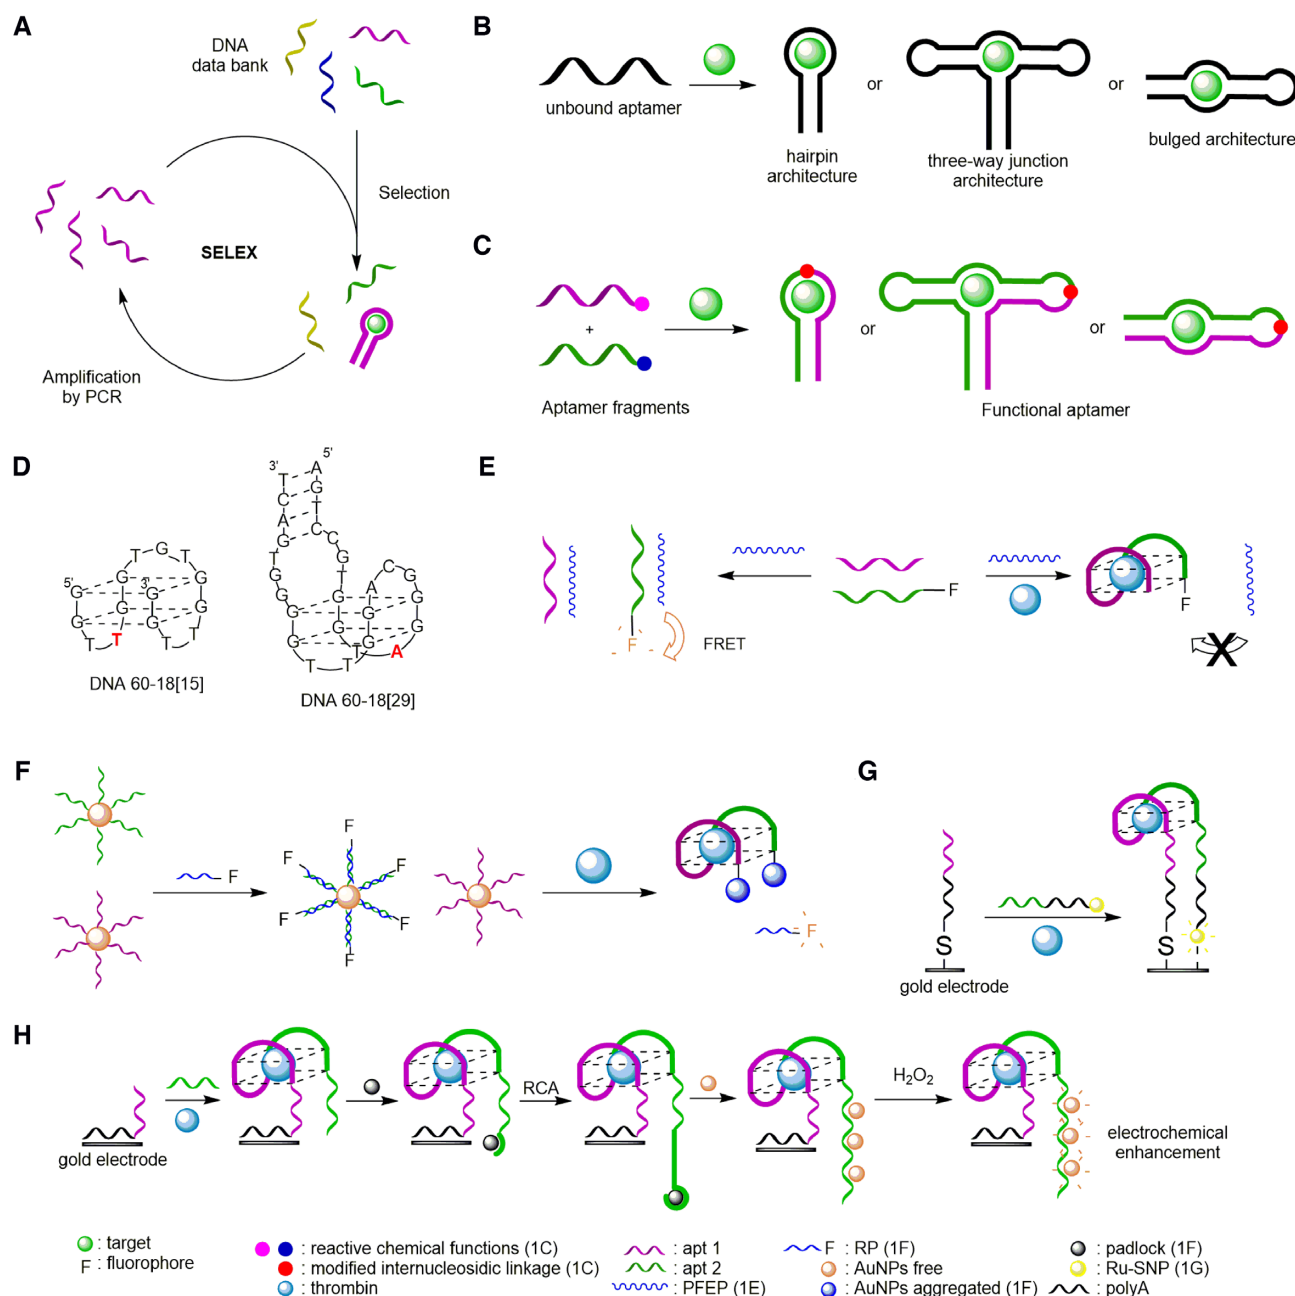 A
DNA
data bank
Selection
SELEX
Amplification
by PCR
B
unbound aptamer
or
or
hairpin
architecture
three-way junction
architecture
bulged architecture
C
+
or
or
Aptamer fragments
Functional aptamer
D
5'
3'
G
G
T
T
T
G
G
T
G
T
G
G
T
T
G
G
DNA 60-18[15]
3'
5'
T
C
A
G
T
G
G
G
G
T
T
G
G
A
G
T
C
C
G
T
G
G
T
A
G
G
A
C
G
G
G
T
A
DNA 60-18[29]
E
F
F
FRET
F
X
F
F
F
F
F
F
F
F
F
G
S
gold electrode
S
H
gold electrode
RCA
H₂O₂
electrochemical
enhancement
: target
F : fluorophore
: reactive chemical functions (1C)
: modified internucleosidic linkage (1C)
: thrombin
: apt 1
: apt 2
: PFEP (1E)
F : RP (1F)
: AuNPs free
: AuNPs aggregated (1F)
: padlock (1F)
: Ru-SNP (1G)
: polyA